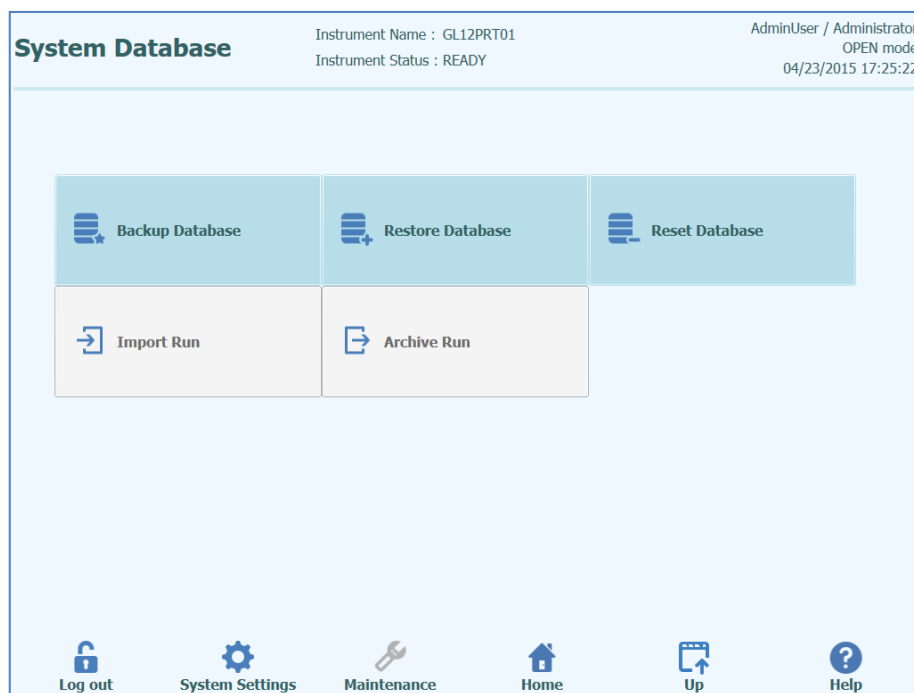 System Database
Instrument Name : GL12PRT01
Instrument Status : READY
AdminUser / Administrator
OPEN mode
04/23/2015 17:25:22
Backup Database
Restore Database
Reset Database
Import Run
Archive Run
Log out
System Settings
Maintenance
Home
Up
Help